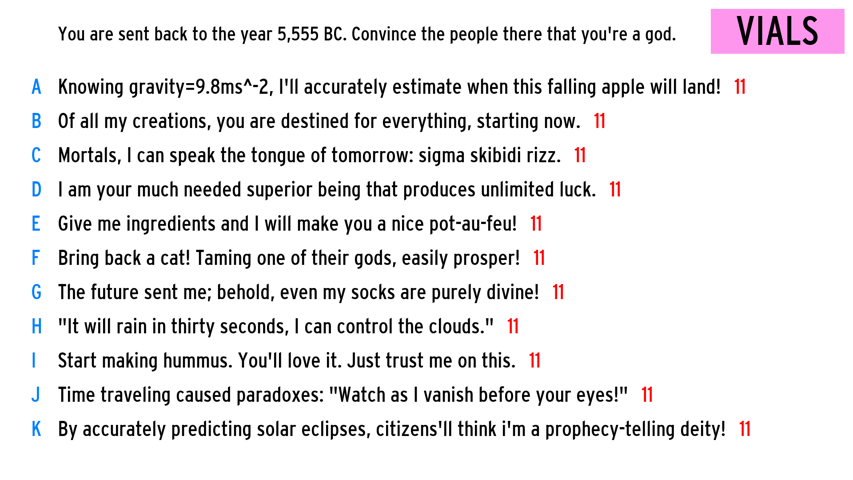 You are sent back to the year 5,555 BC. Convince the people there that you're a god.
VIALS
A Knowing gravity=9.8ms^-2, I'll accurately estimate when this falling apple will land! 11
B Of all my creations, you are destined for everything, starting now. 11
C Mortals, I can speak the tongue of tomorrow: sigma skibidi rizz. 11
D I am your much needed superior being that produces unlimited luck. 11
E Give me ingredients and I will make you a nice pot-au-feu! 11
F Bring back a cat! Taming one of their gods, easily prosper! 11
G The future sent me; behold, even my socks are purely divine! 11
H "It will rain in thirty seconds, I can control the clouds." 11
I Start making hummus. You'll love it. Just trust me on this. 11
J Time traveling caused paradoxes: "Watch as I vanish before your eyes!" 11
K By accurately predicting solar eclipses, citizens'll think i'm a prophecy-telling deity! 11